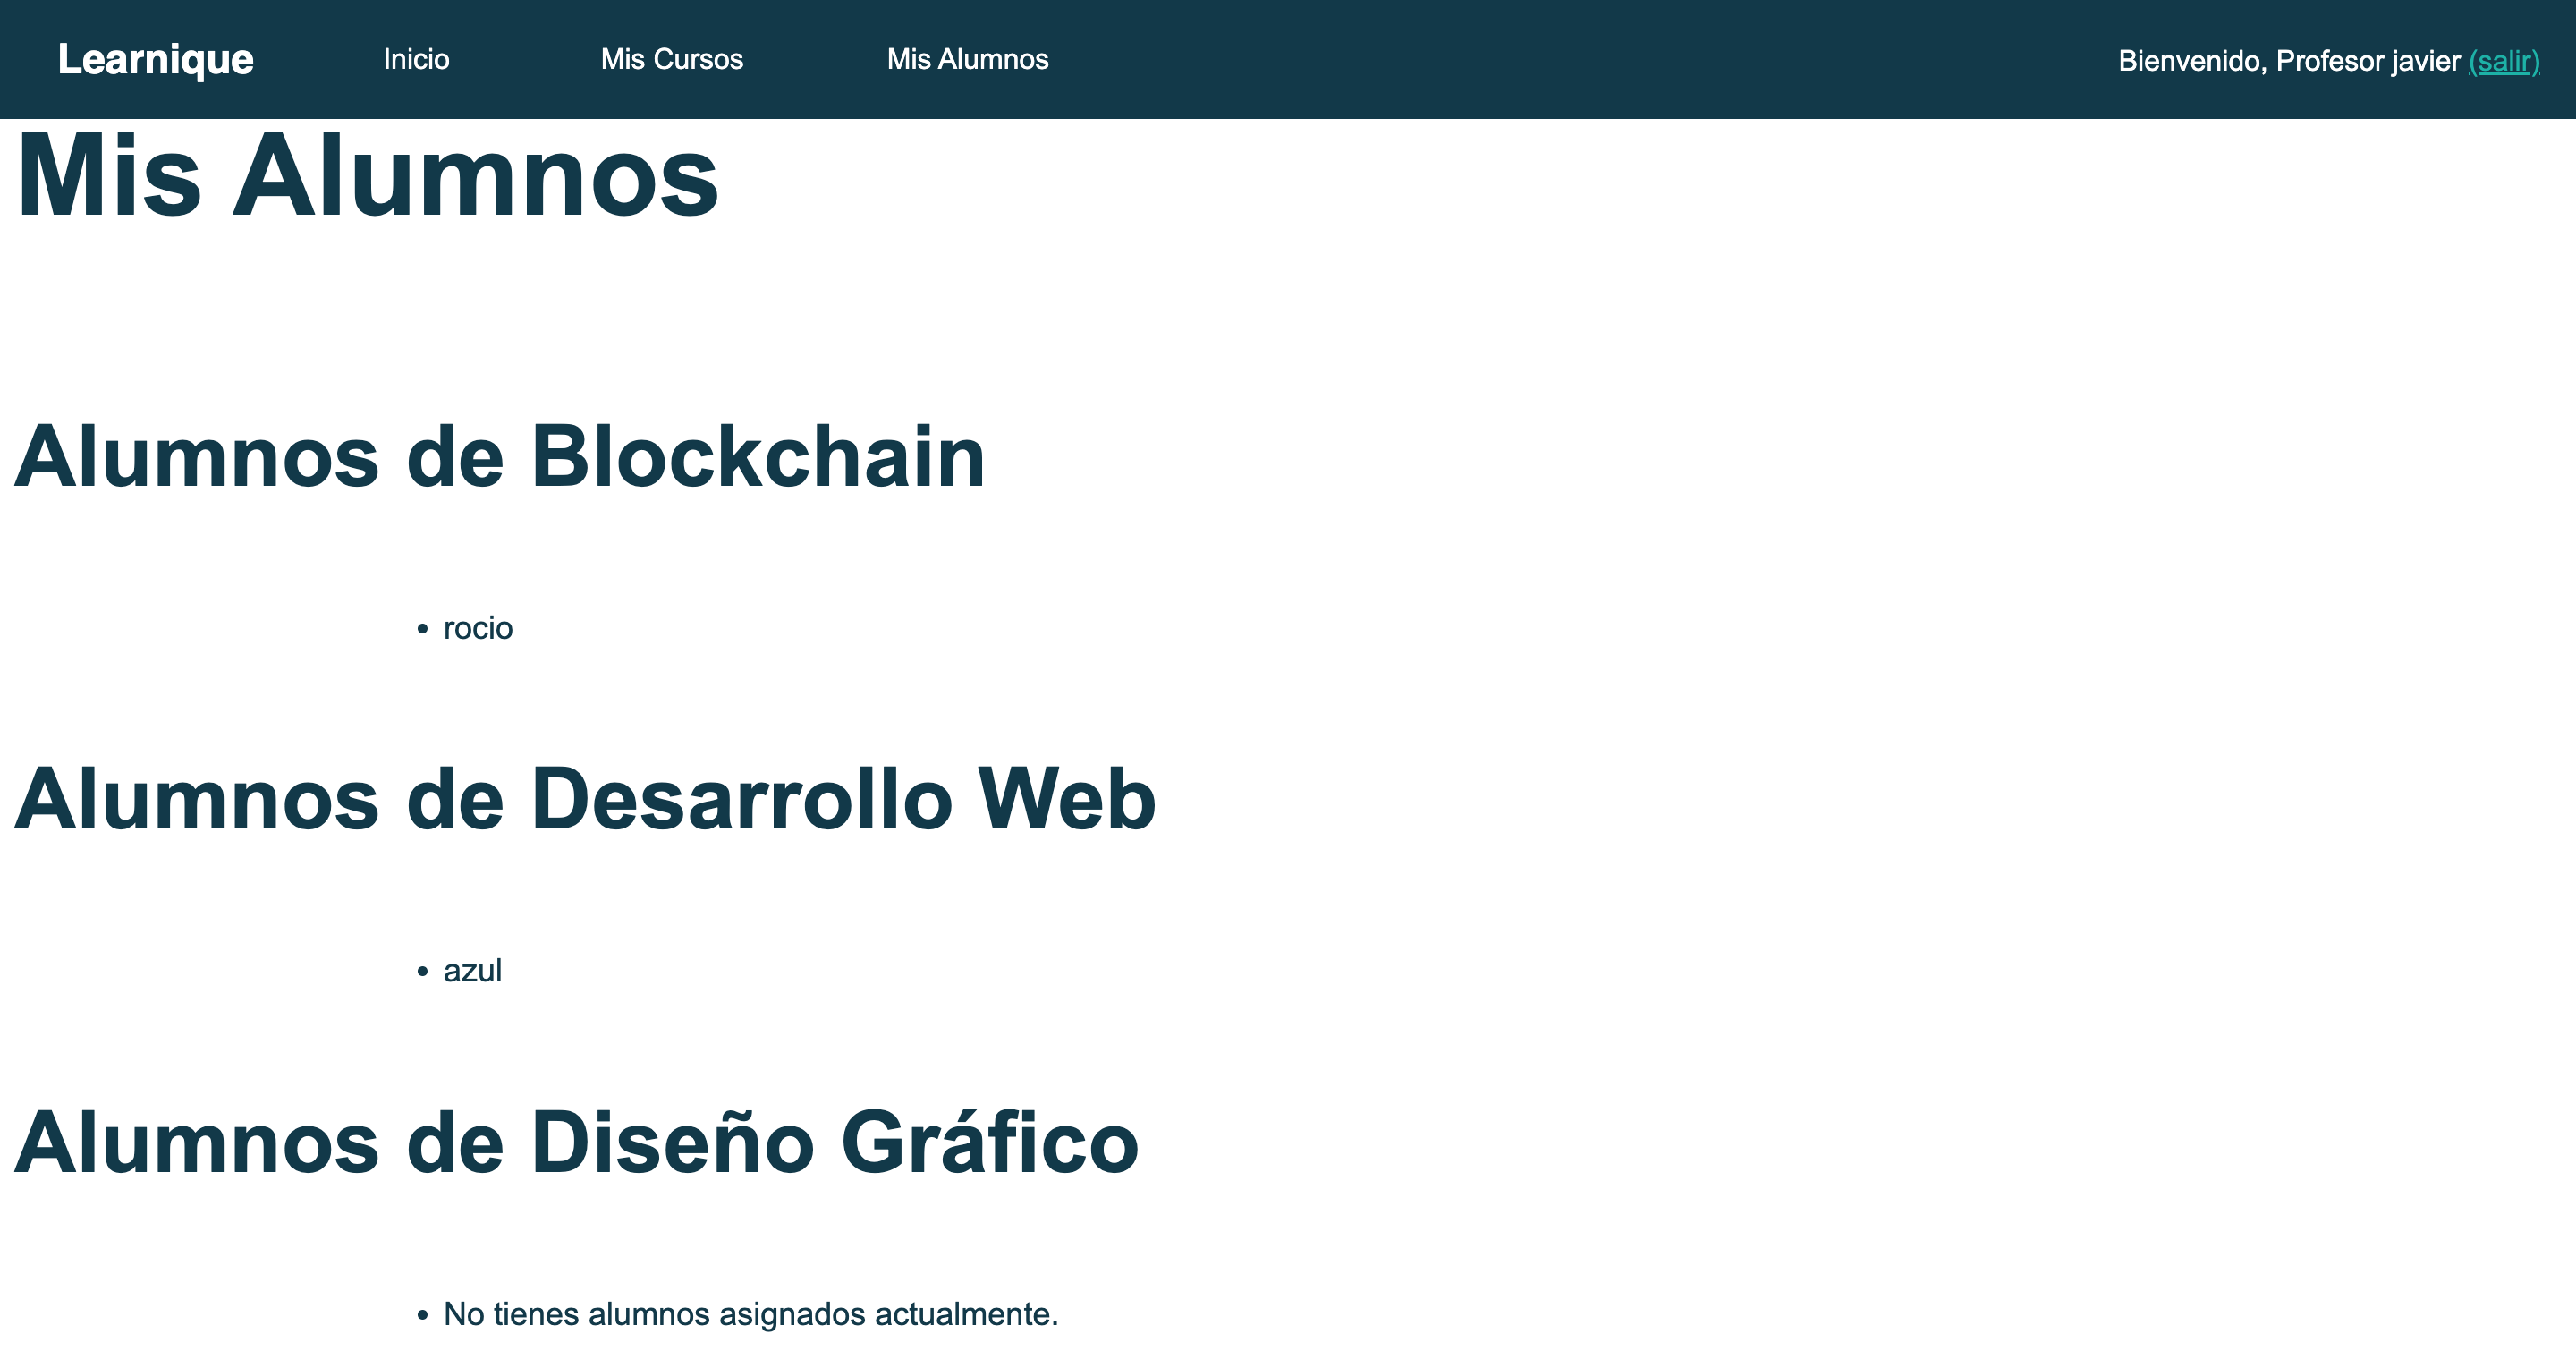 Learnique Inicio Mis Cursos Mis Alumnos Bienvenido, Profesor javier (salir)
Mis Alumnos
Alumnos de Blockchain
• rocio
Alumnos de Desarrollo Web
• azul
Alumnos de Diseño Gráfico
• No tienes alumnos asignados actualmente.